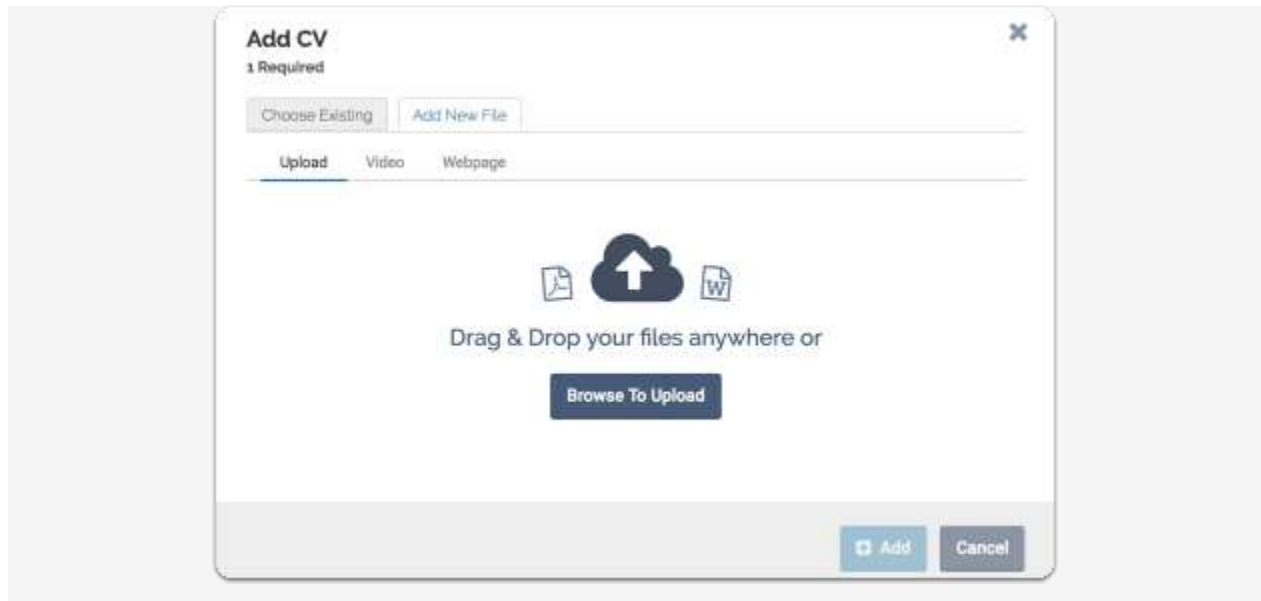 Add CV
1 Required
Choose Existing Add New File
Upload Video Webpage
W
Drag & Drop your files anywhere or
Browse To Upload
Add Cancel